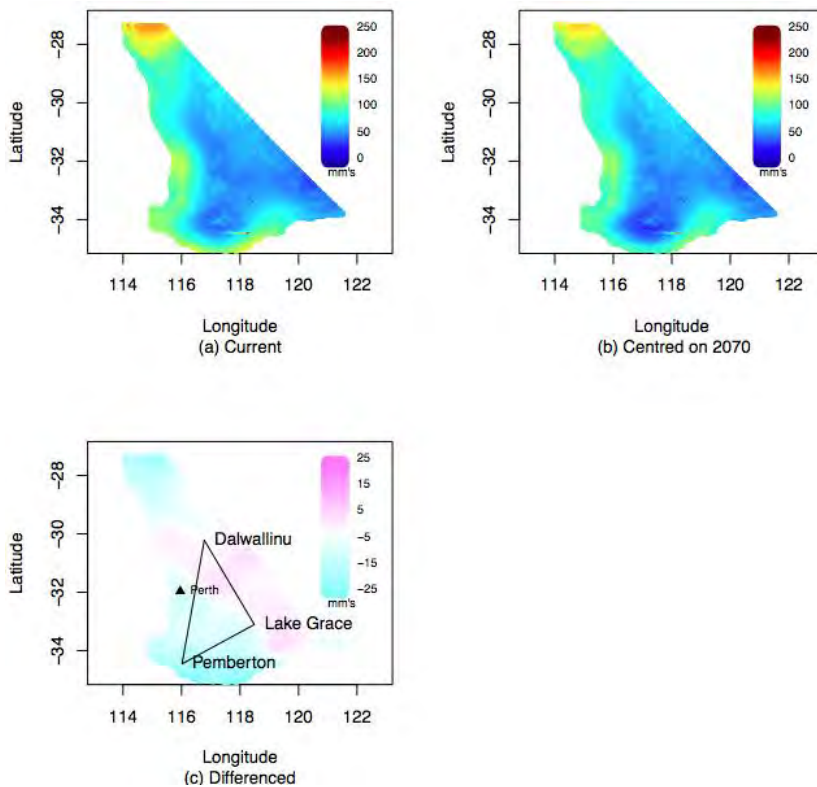 250
200
150
100
50
0
mm's
-28
-30
-32
-34
Latitude
114 116 118 120 122
Longitude
(a) Current
250
200
150
100
50
0
mm's
-28
-30
-32
-34
Latitude
114 116 118 120 122
Longitude
(b) Centred on 2070
25
15
5
-5
-15
-25
mm's
-28
-30
-32
-34
Latitude
Dalwallinu
Perth
Lake Grace
Pemberton
114 116 118 120 122
Longitude
(c) Differenced